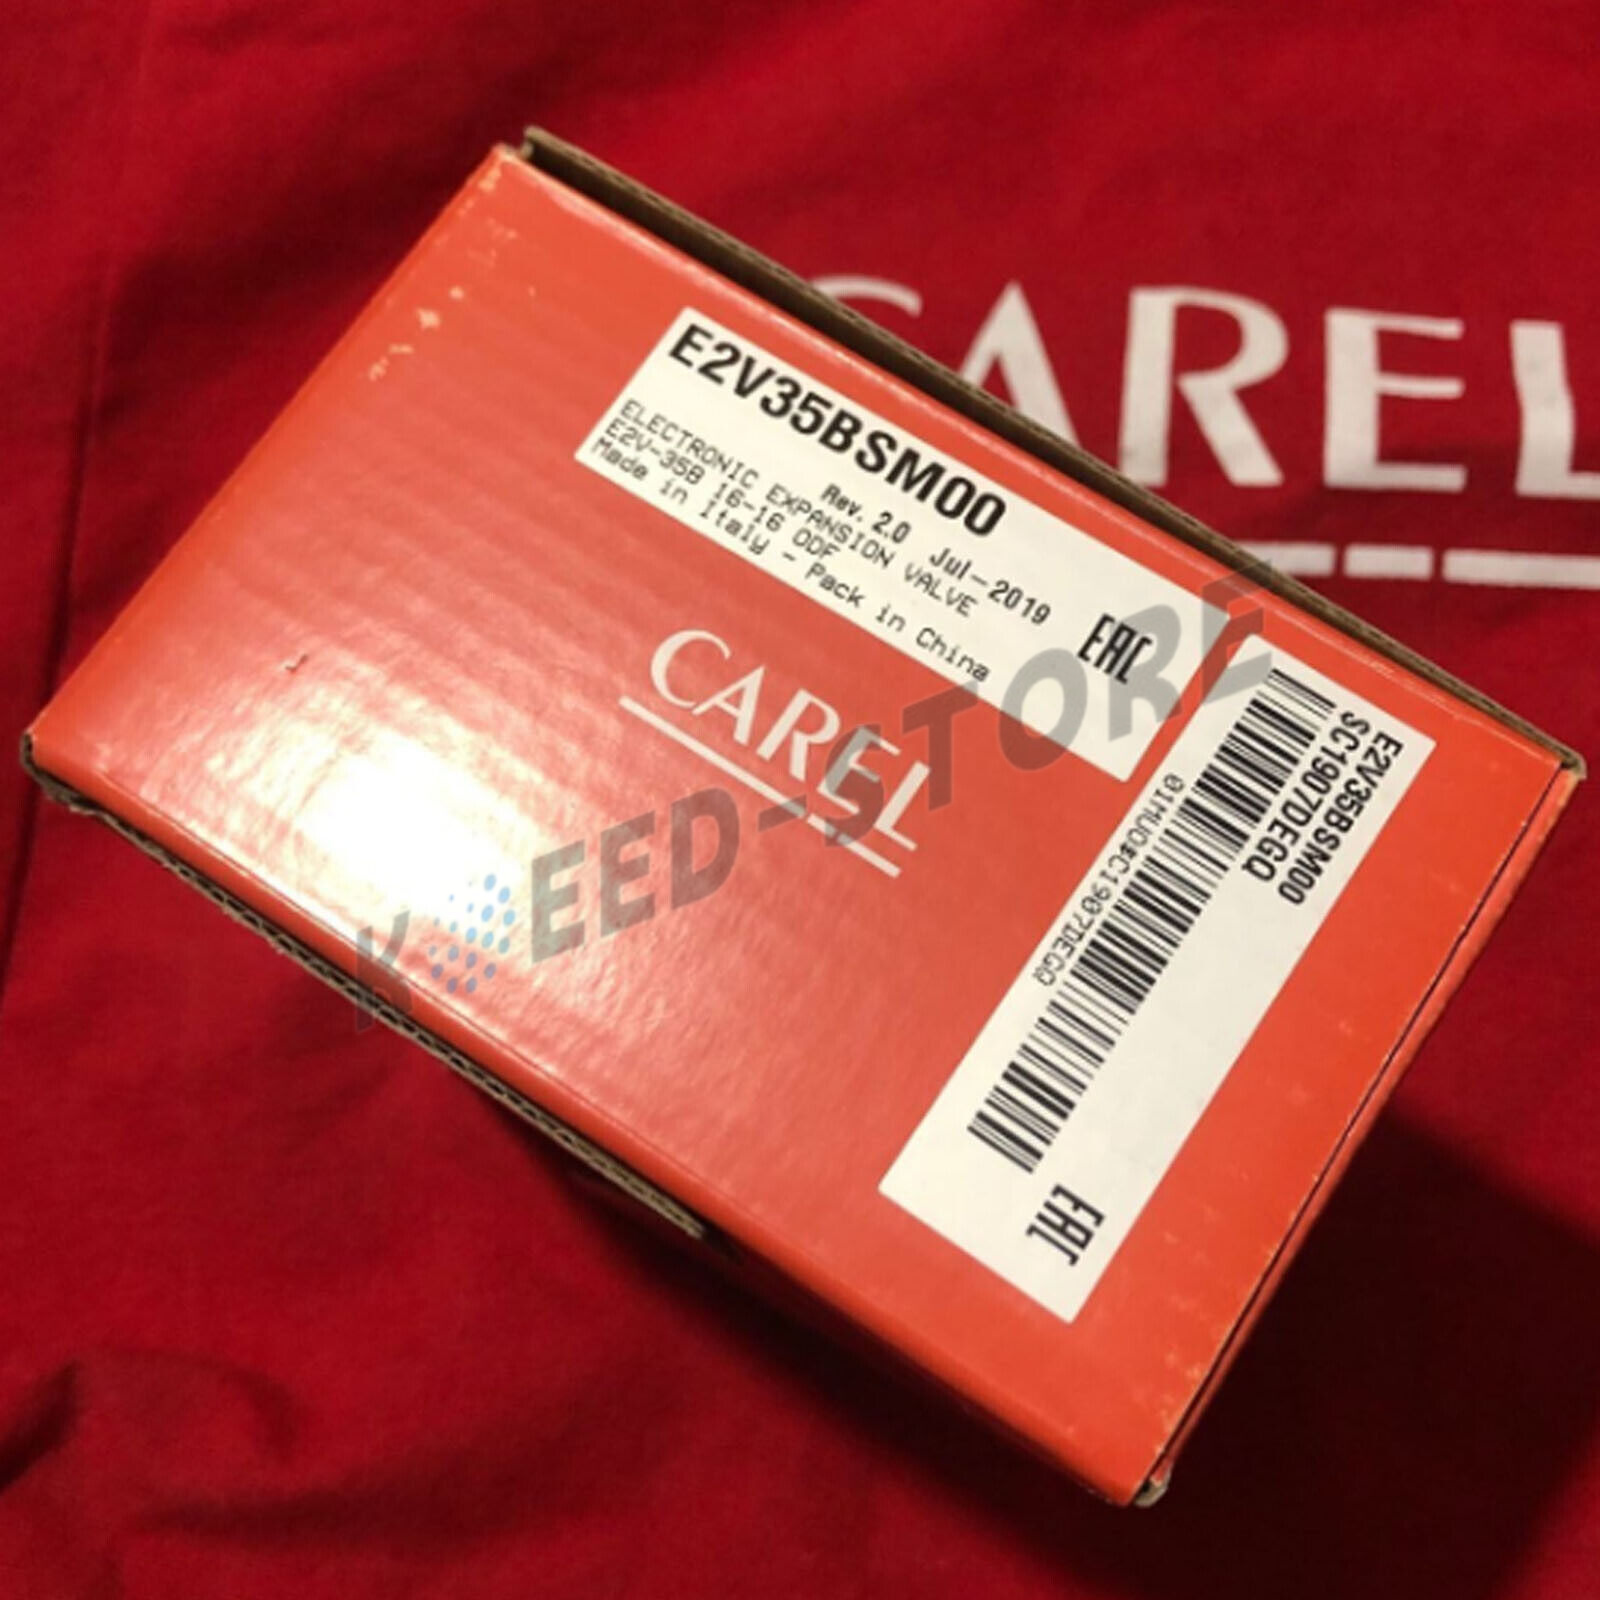 CAREL
E2V35BSM00
Rev. 2.0 Jul-2019
ELECTRONIC EXPANSION VALVE
E2V-35B 16-16 ODF
Made in Italy - Pack in China
EAC
CAREL
E2V35BSM00
SC1907DEGQ
EAC
KEED-STORE